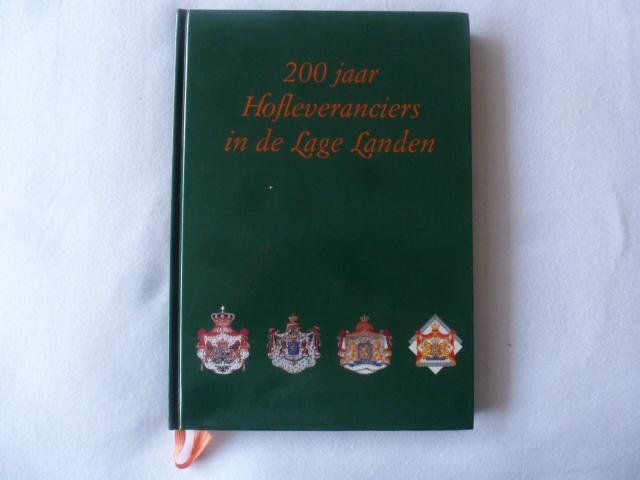 200 jaar
Hofleveranciers
in de Lage Landen